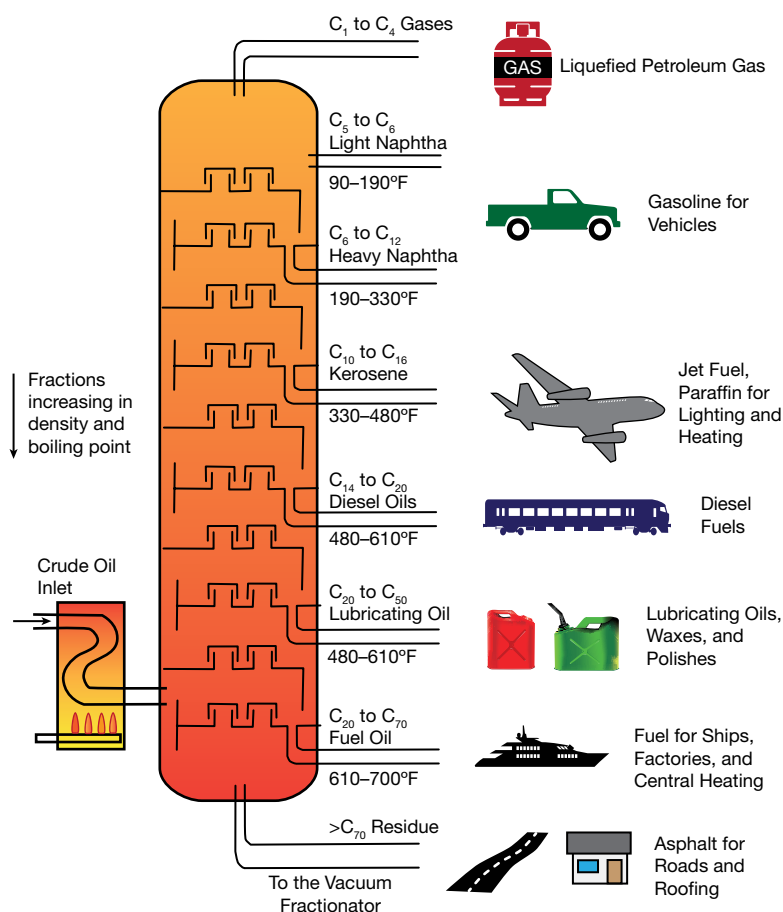 C₁ to C₄ Gases
GAS
Liquefied Petroleum Gas
C₅ to C₆
Light Naphtha
90–190ºF
Gasoline for
Vehicles
C₆ to C₁₂
Heavy Naphtha
190–330ºF
Fractions
increasing in
density and
boiling point
C₁₀ to C₁₆
Kerosene
330–480ºF
Jet Fuel,
Paraffin for
Lighting and
Heating
C₁₄ to C₂₀
Diesel Oils
480–610ºF
Diesel
Fuels
Crude Oil
Inlet
C₂₀ to C₅₀
Lubricating Oil
480–610ºF
Lubricating Oils,
Waxes, and
Polishes
C₂₀ to C₇₀
Fuel Oil
610–700ºF
Fuel for Ships,
Factories, and
Central Heating
>C₇₀ Residue
To the Vacuum
Fractionator
Asphalt for
Roads and
Roofing